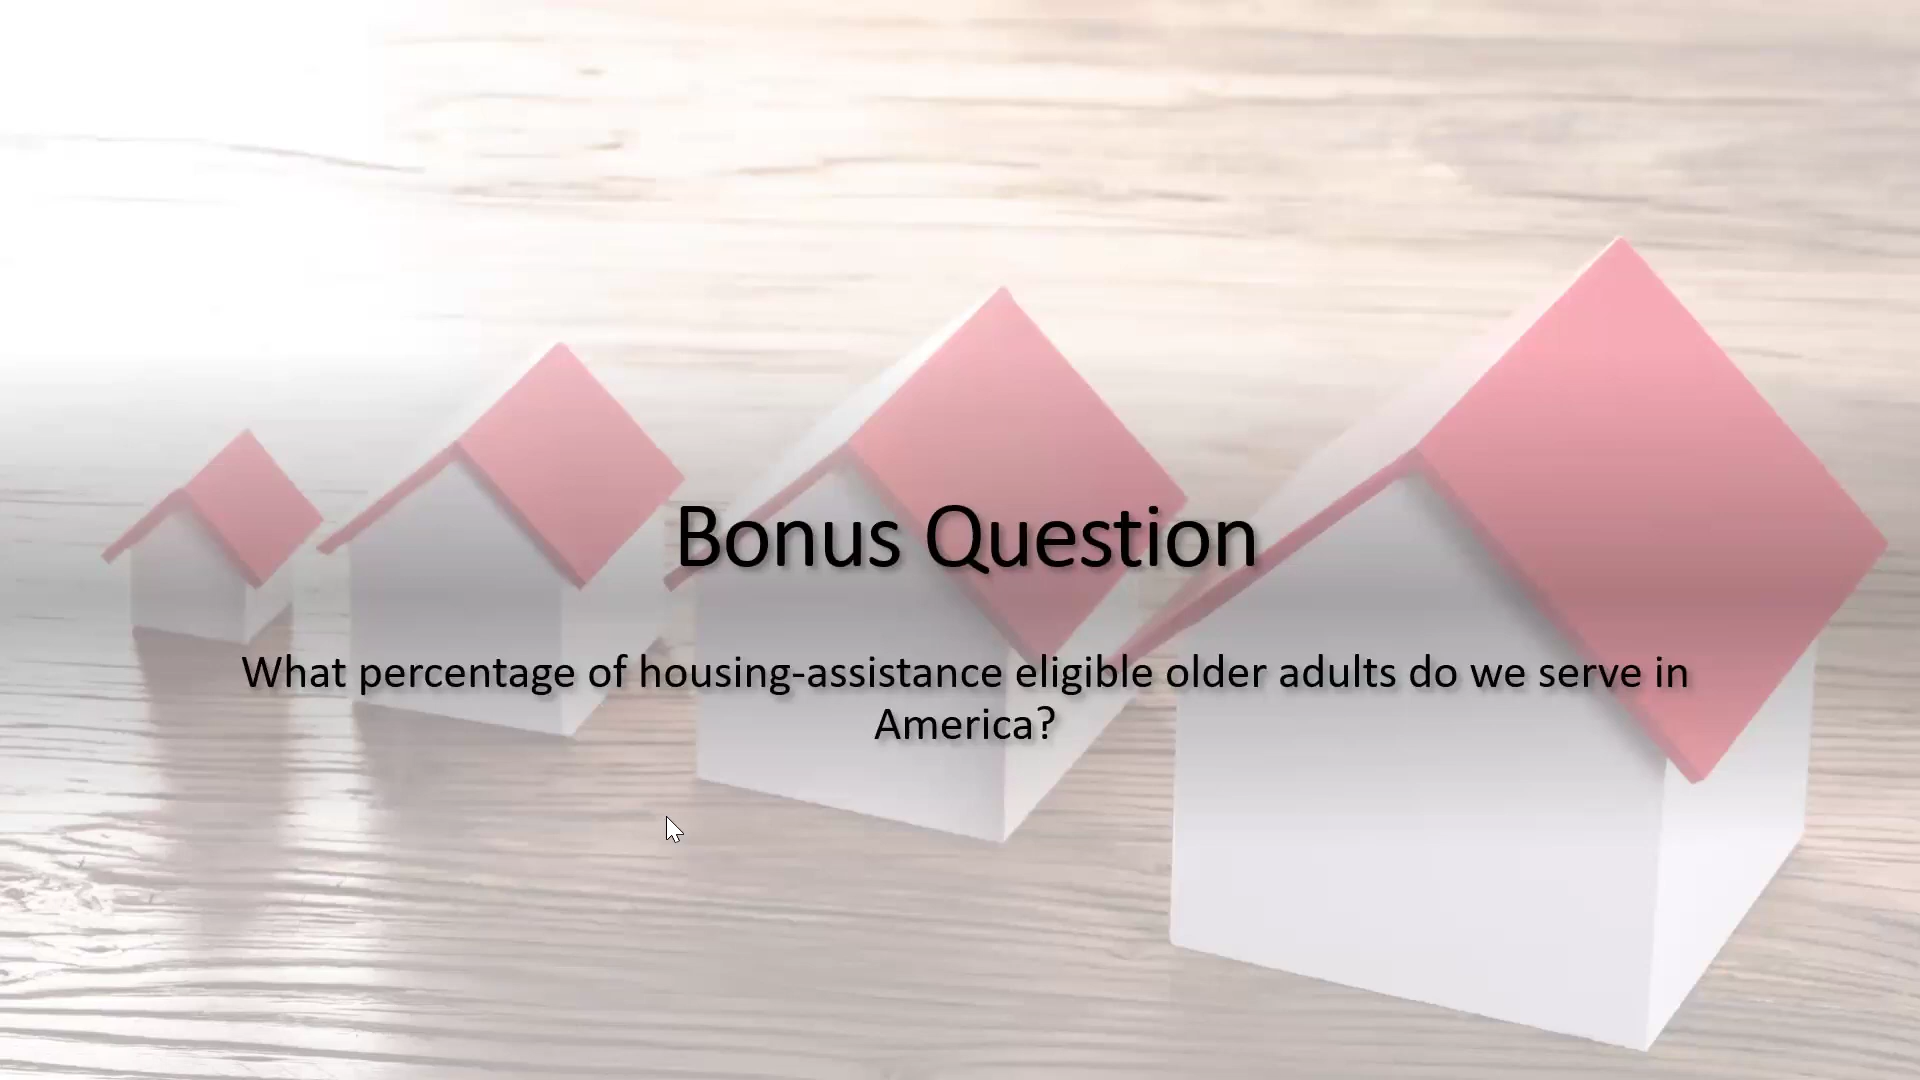 Bonus Question
What percentage of housing-assistance eligible older adults do we serve in
America?